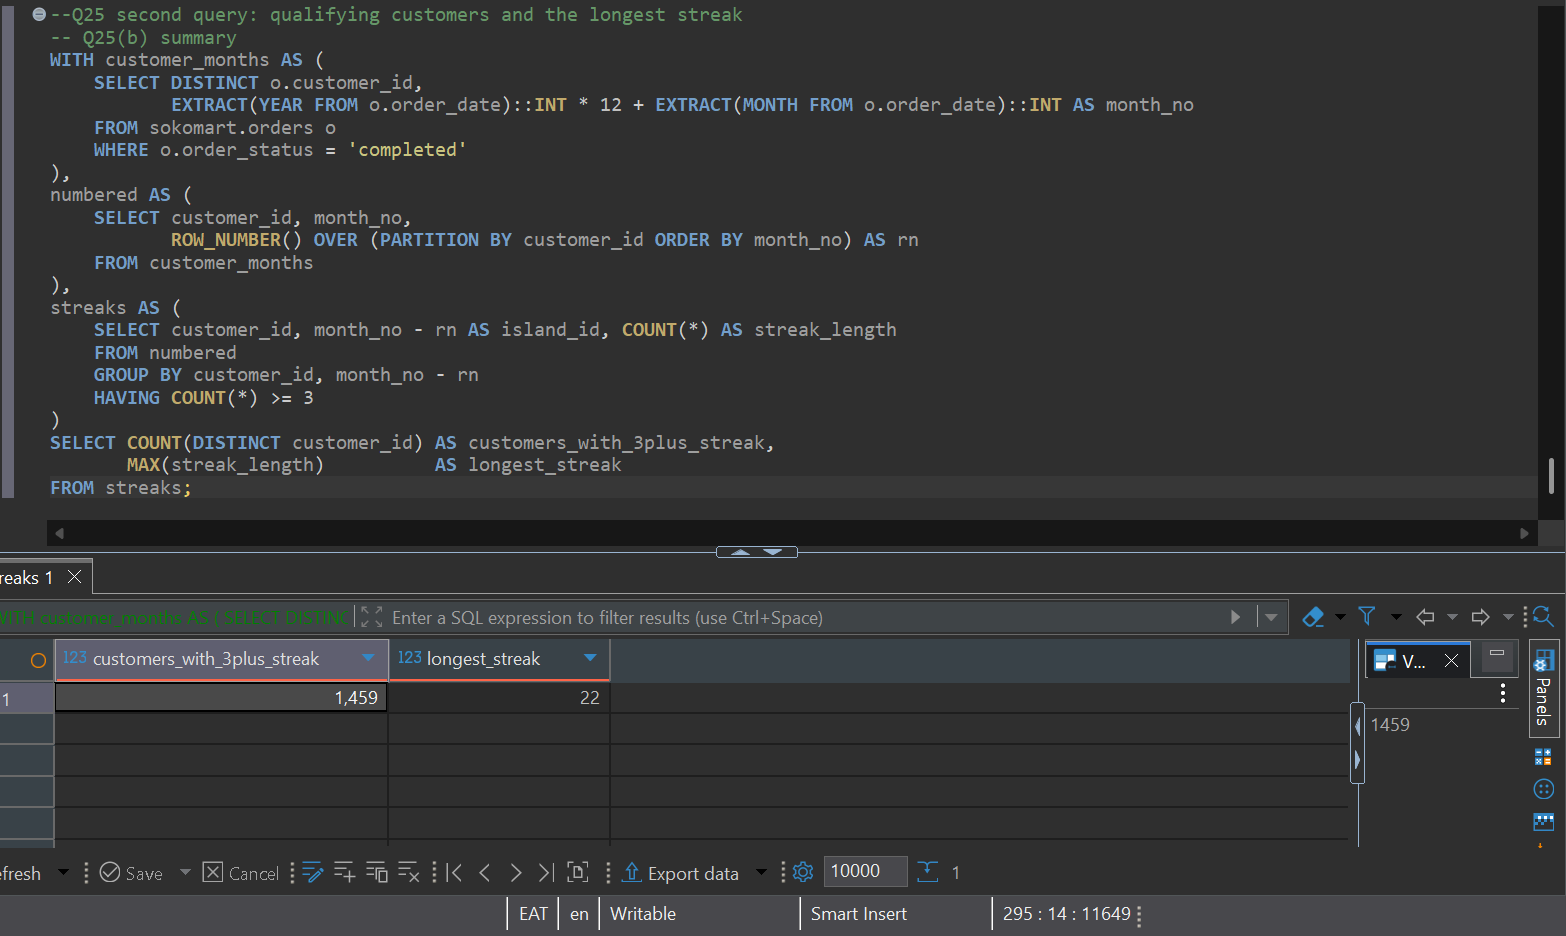 --Q25 second query: qualifying customers and the longest streak
-- Q25(b) summary
WITH customer_months AS (
    SELECT DISTINCT o.customer_id,
           EXTRACT(YEAR FROM o.order_date)::INT * 12 + EXTRACT(MONTH FROM o.order_date)::INT AS month_no
    FROM sokomart.orders o
    WHERE o.order_status = 'completed'
),
numbered AS (
    SELECT customer_id, month_no,
           ROW_NUMBER() OVER (PARTITION BY customer_id ORDER BY month_no) AS rn
    FROM customer_months
),
streaks AS (
    SELECT customer_id, month_no - rn AS island_id, COUNT(*) AS streak_length
    FROM numbered
    GROUP BY customer_id, month_no - rn
    HAVING COUNT(*) >= 3
)
SELECT COUNT(DISTINCT customer_id) AS customers_with_3plus_streak,
       MAX(streak_length)          AS longest_streak
FROM streaks;
reaks 1
WITH customer_months AS ( SELECT DISTINC
Enter a SQL expression to filter results (use Ctrl+Space)
123 customers_with_3plus_streak 123 longest_streak
V...
Panels
1 1,459 22
1459
efresh Save Cancel Export data 10000 1
EAT en Writable Smart Insert 295 : 14 : 11649